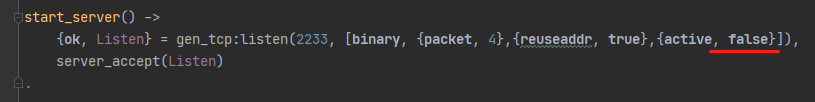 start_server() ->
{ok, Listen} = gen_tcp:listen(2233, [binary, {packet, 4},{reuseaddr, true},{active, false}]),
server_accept(Listen)
.